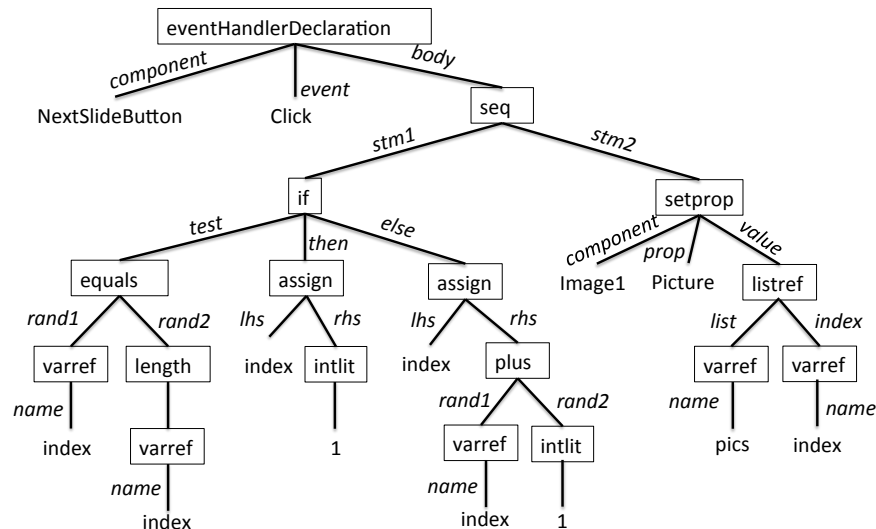 eventHandlerDeclaration
component
event
body
NextSlideButton
Click
seq
stm1
stm2
if
setprop
test
then
else
component
prop
value
equals
assign
assign
Image1
Picture
listref
rand1
rand2
lhs
rhs
lhs
rhs
list
index
varref
length
index
intlit
index
plus
varref
varref
name
rand1
rand2
name
name
index
varref
1
varref
intlit
pics
index
name
name
index
index
1